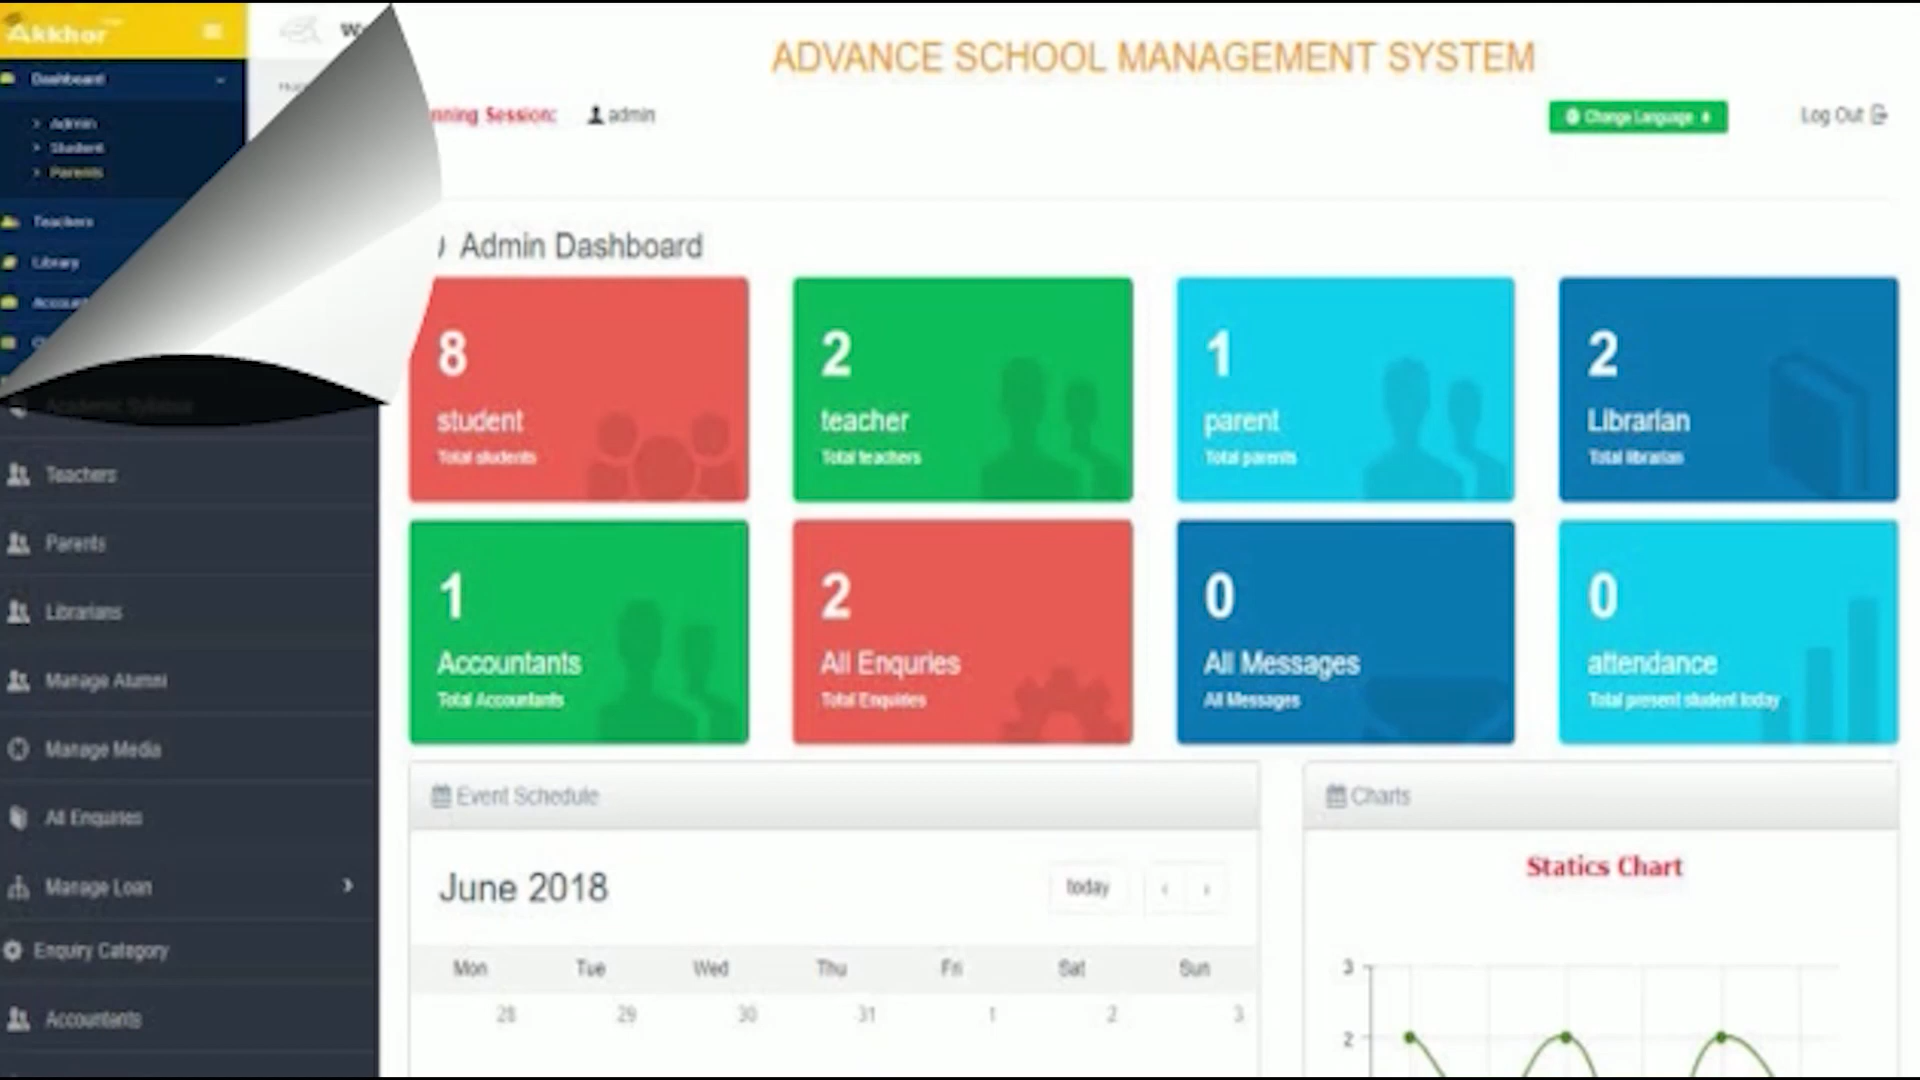 Akkhor
Dashboard
Admin
Student
Parents
Teachers
Library
ADVANCE SCHOOL MANAGEMENT SYSTEM
Session:
admin
Change Language
Log Out
Admin Dashboard
8
student
Total students
2
teacher
Total teachers
1
parent
Total parents
2
Librarian
Total librarian
1
Accountants
Total Accountants
2
All Enquries
Total Enquiries
0
All Messages
All Messages
0
attendance
Total present student today
Academic Syllabus
Teachers
Parents
Librarians
Manage Alumni
Manage Media
All Enquiries
Manage Loan
Enquiry Category
Accountants
Event Schedule
June 2018
today
Mon Tue Wed Thu Fri Sat Sun
28 29 30 31 1 2 3
Charts
Statics Chart
3
2